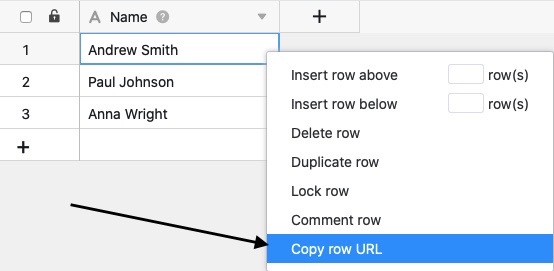 A Name ?
1 Andrew Smith
2 Paul Johnson
3 Anna Wright
Insert row above row(s)
Insert row below row(s)
Delete row
Duplicate row
Lock row
Comment row
Copy row URL